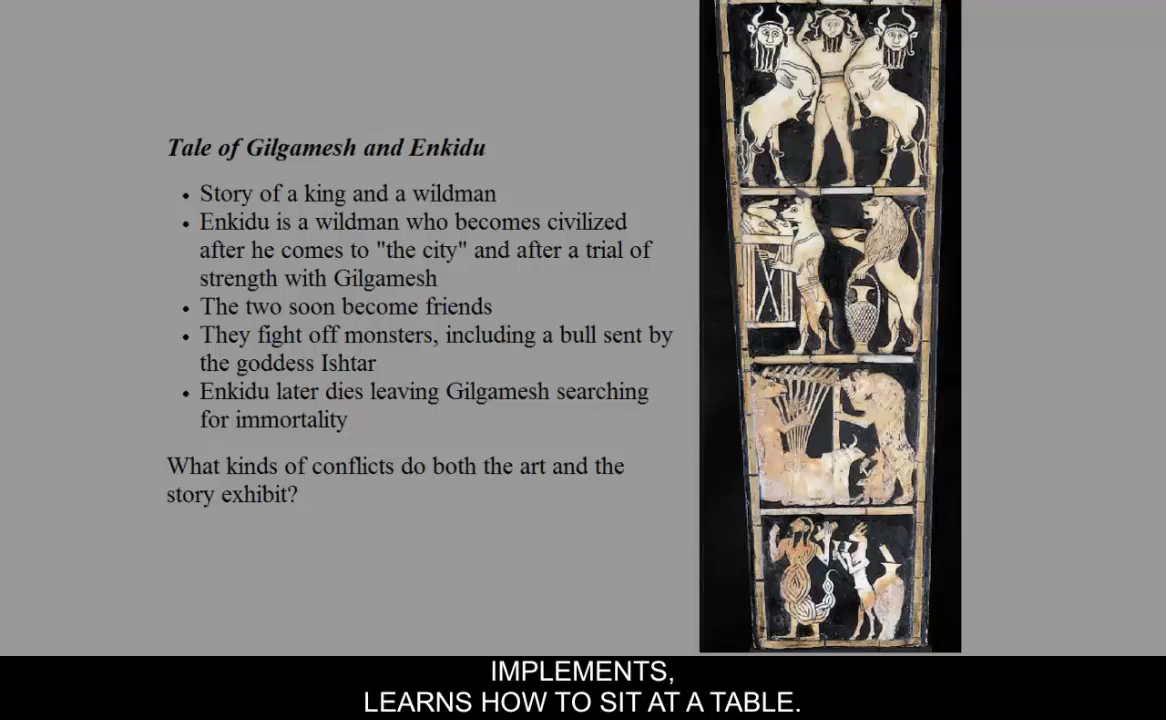 Tale of Gilgamesh and Enkidu
• Story of a king and a wildman
• Enkidu is a wildman who becomes civilized
after he comes to "the city" and after a trial of
strength with Gilgamesh
• The two soon become friends
• They fight off monsters, including a bull sent by
the goddess Ishtar
• Enkidu later dies leaving Gilgamesh searching
for immortality
What kinds of conflicts do both the art and the
story exhibit?
IMPLEMENTS,
LEARNS HOW TO SIT AT A TABLE.